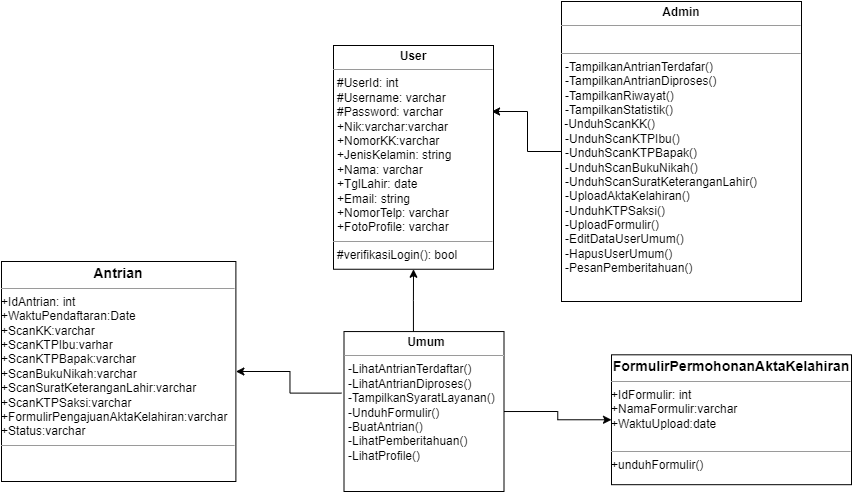 Admin
-TampilkanAntrianTerdafar()
-TampilkanAntrianDiproses()
-TampilkanRiwayat()
-TampilkanStatistik()
-UnduhScanKK()
-UnduhScanKTPIbu()
-UnduhScanKTPBapak()
-UnduhScanBukuNikah()
-UnduhScanSuratKeteranganLahir()
-UploadAktaKelahiran()
-UnduhKTPSaksi()
-UploadFormulir()
-EditDataUserUmum()
-HapusUserUmum()
-PesanPemberitahuan()
User
#UserId: int
#Username: varchar
#Password: varchar
+Nik:varchar:varchar
+NomorKK:varchar
+JenisKelamin: string
+Nama: varchar
+TglLahir: date
+Email: string
+NomorTelp: varchar
+FotoProfile: varchar
#verifikasiLogin(): bool
Antrian
+IdAntrian: int
+WaktuPendaftaran:Date
+ScanKK:varchar
+ScanKTPIbu:varhar
+ScanKTPBapak:varchar
+ScanBukuNikah:varchar
+ScanSuratKeteranganLahir:varchar
+ScanKTPSaksi:varchar
+FormulirPengajuanAktaKelahiran:varchar
+Status:varchar
Umum
-LihatAntrianTerdaftar()
-LihatAntrianDiproses()
-TampilkanSyaratLayanan()
-UnduhFormulir()
-BuatAntrian()
-LihatPemberitahuan()
-LihatProfile()
FormulirPermohonanAktaKelahiran
+IdFormulir: int
+NamaFormulir:varchar
+WaktuUpload:date
+unduhFormulir()